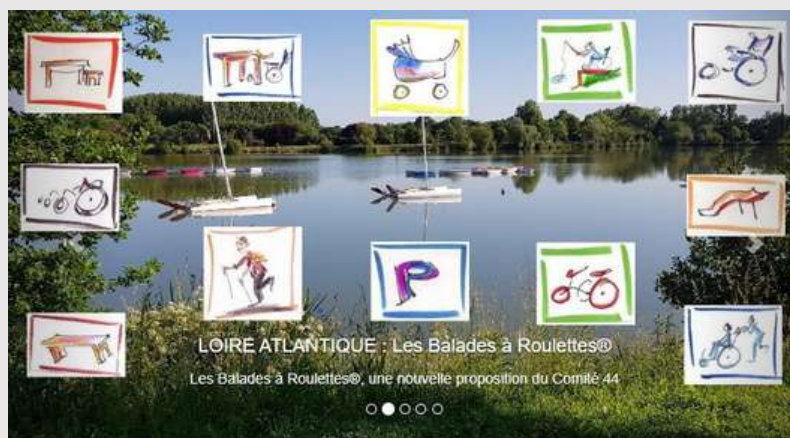 P
LOIRE ATLANTIQUE : Les Balades à Roulettes®
Les Balades à Roulettes®, une nouvelle proposition du Comité 44